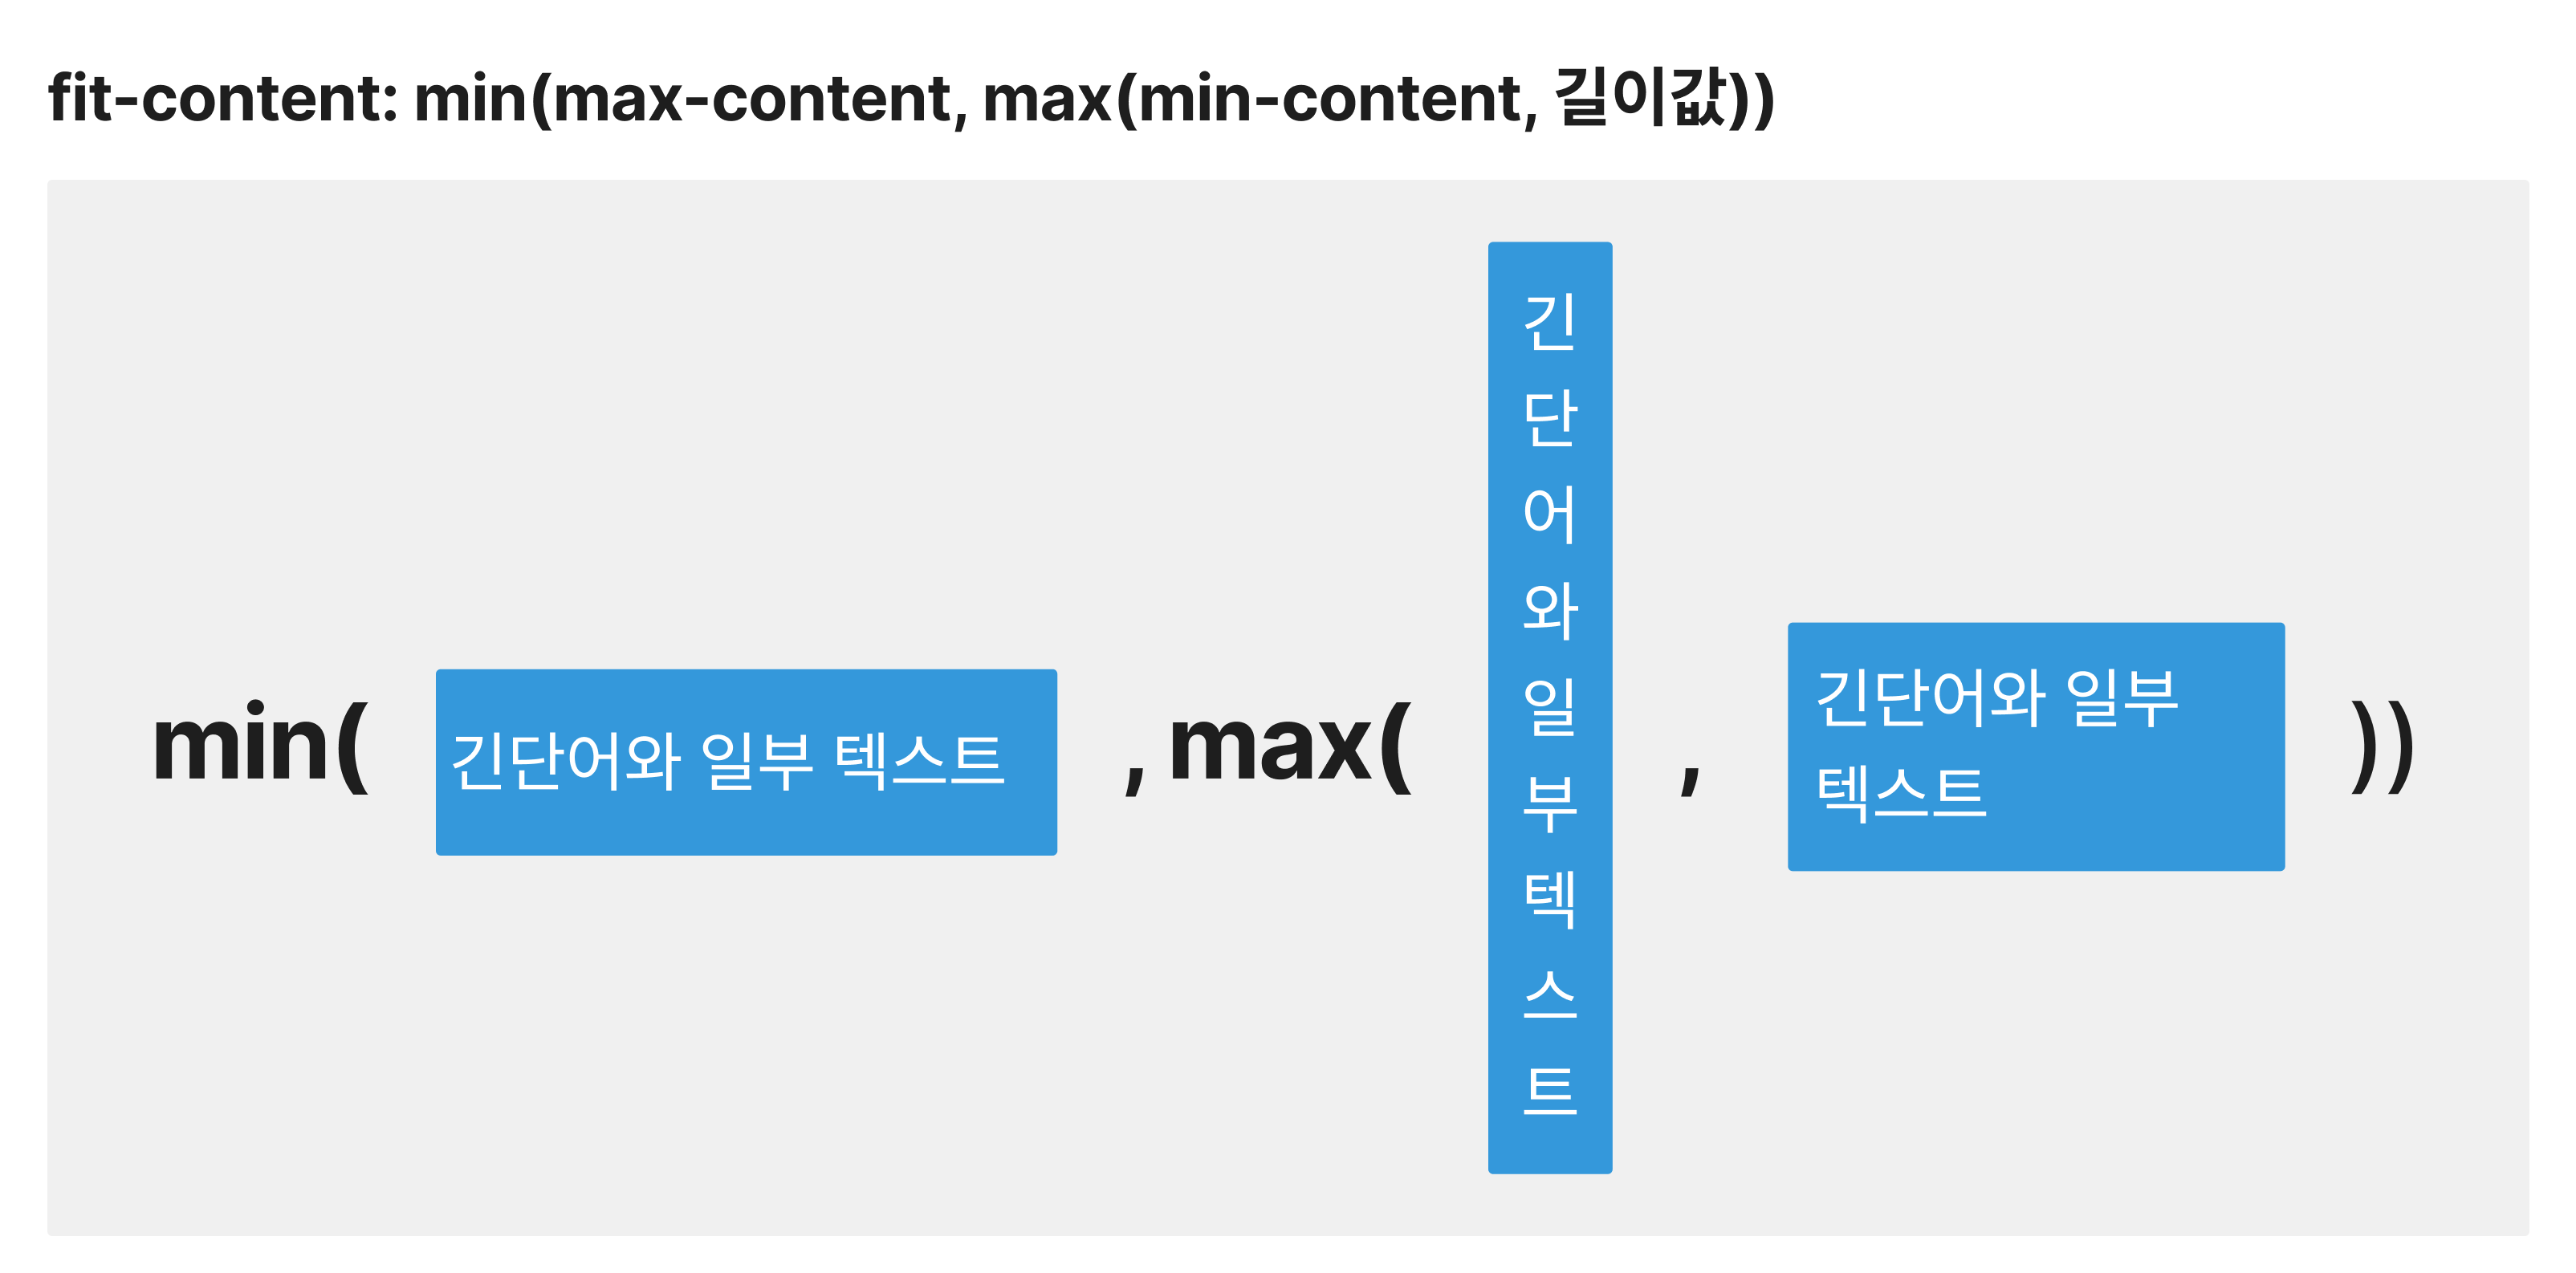 fit-content: min(max-content, max(min-content, 길이값))
min(
긴단어와 일부 텍스트
, max(
긴
단
어
와
일
부
텍
스
트
,
긴단어와 일부
텍스트
))